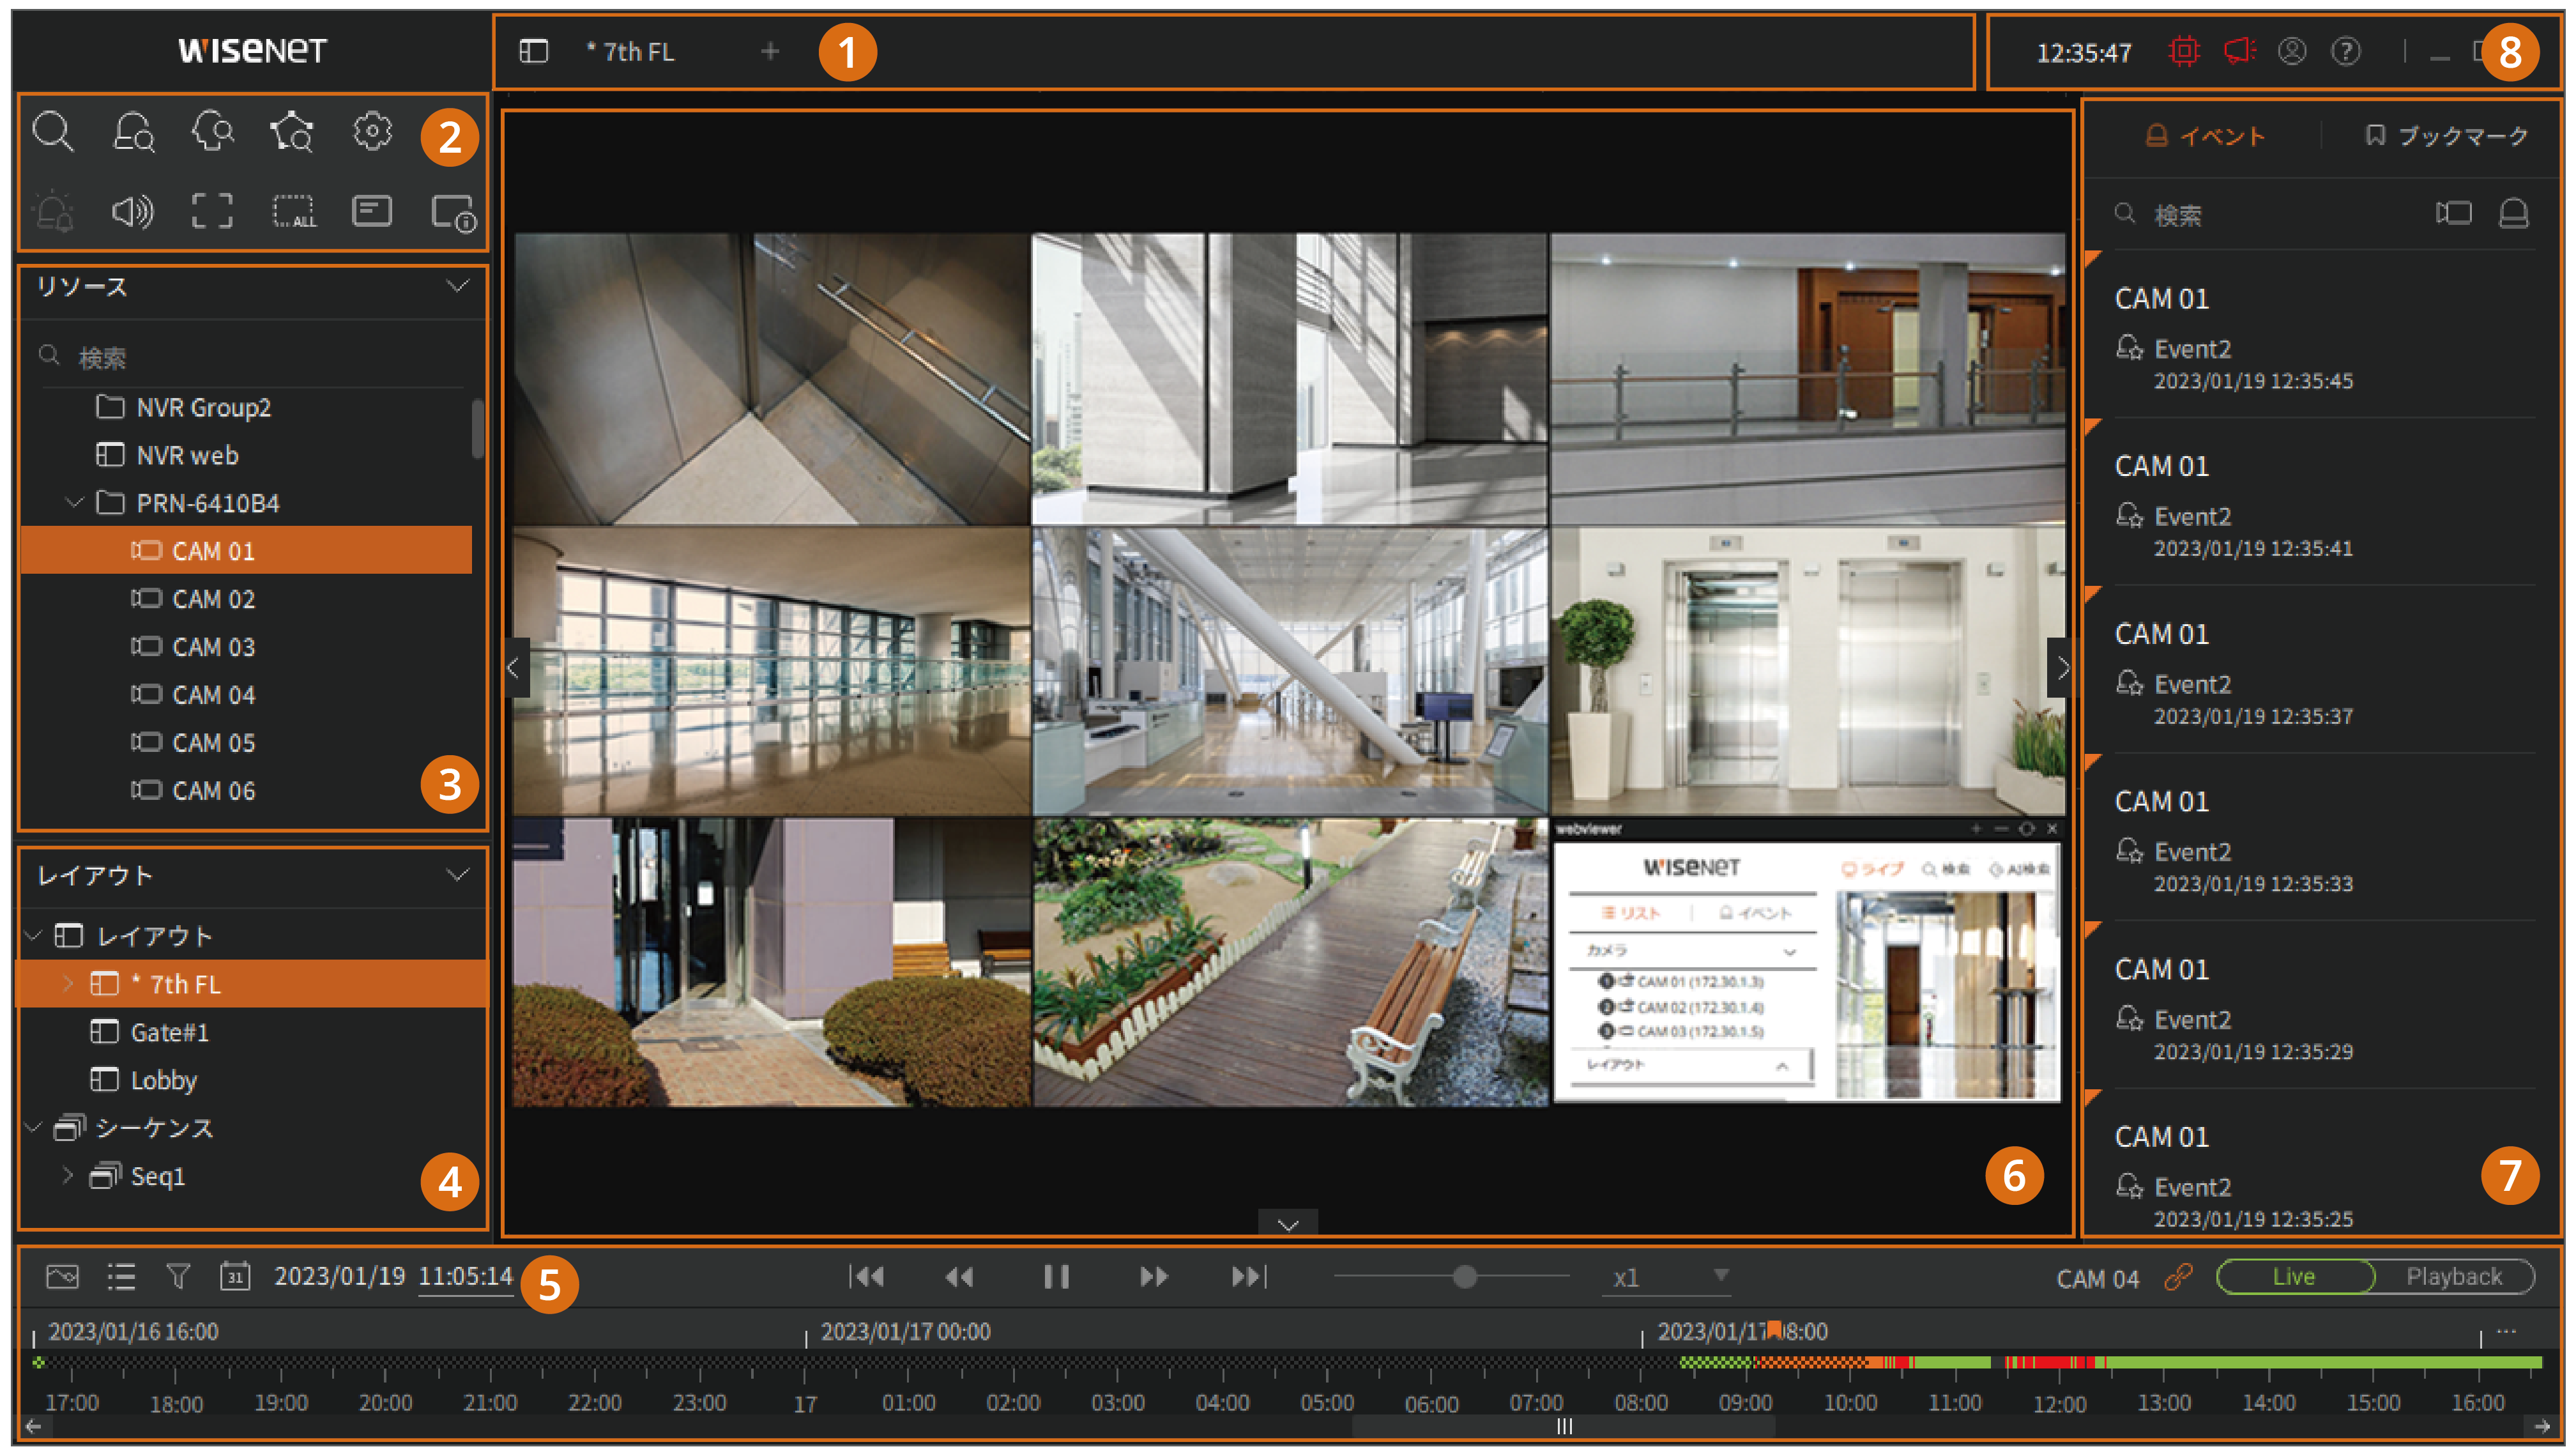 WISENET
* 7th FL
+
1
12:35:47
8
2
ALL
リソース
検索
NVR Group2
NVR web
PRN-6410B4
CAM 01
CAM 02
CAM 03
CAM 04
CAM 05
CAM 06
3
レイアウト
レイアウト
* 7th FL
Gate#1
Lobby
シーケンス
Seq1
4
webviewer
WISENET
ライブ 検索 AI検索
リスト イベント
カメラ
1 CAM 01 (172.30.1.3)
2 CAM 02 (172.30.1.4)
3 CAM 03 (172.30.1.5)
レイアウト
6
イベント ブックマーク
検索
CAM 01
Event2
2023/01/19 12:35:45
CAM 01
Event2
2023/01/19 12:35:41
CAM 01
Event2
2023/01/19 12:35:37
CAM 01
Event2
2023/01/19 12:35:33
CAM 01
Event2
2023/01/19 12:35:29
CAM 01
Event2
2023/01/19 12:35:25
7
31 2023/01/19 11:05:14 5 x1 CAM 04 Live Playback
2023/01/16 16:00 2023/01/17 00:00 2023/01/17 08:00 ...
17:00 18:00 19:00 20:00 21:00 22:00 23:00 17 01:00 02:00 03:00 04:00 05:00 06:00 07:00 08:00 09:00 10:00 11:00 12:00 13:00 14:00 15:00 16:00